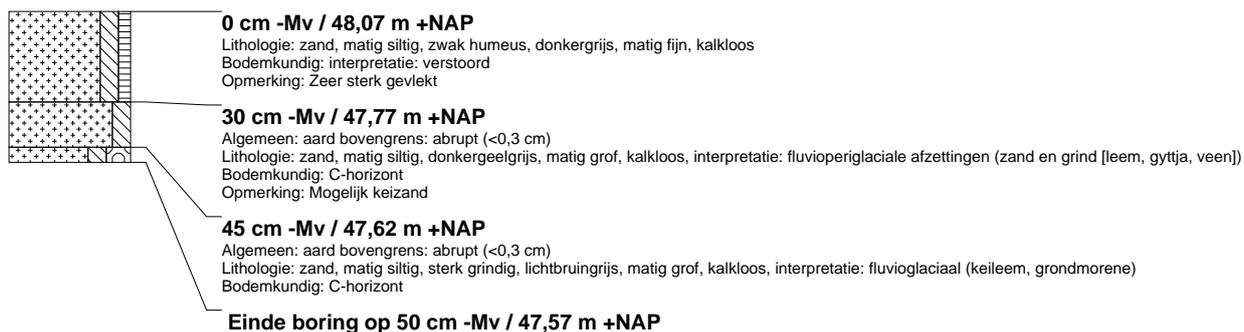 0 cm -Mv / 48,07 m +NAP
Lithologie: zand, matig siltig, zwak humeus, donkergrijs, matig fijn, kalkloos
Bodemkundig: interpretatie: verstoord
Opmerking: Zeer sterk gevlekt
30 cm -Mv / 47,77 m +NAP
Algemeen: aard bovengrens: abrupt (<0,3 cm)
Lithologie: zand, matig siltig, donkergeelgrijs, matig grof, kalkloos, interpretatie: fluvioperiglaciale afzettingen (zand en grind [leem, gyttja, veen])
Bodemkundig: C-horizont
Opmerking: Mogelijk keizand
45 cm -Mv / 47,62 m +NAP
Algemeen: aard bovengrens: abrupt (<0,3 cm)
Lithologie: zand, matig siltig, sterk grindig, lichtbruingrijs, matig grof, kalkloos, interpretatie: fluvioglaciaal (keileem, grondmorene)
Bodemkundig: C-horizont
Einde boring op 50 cm -Mv / 47,57 m +NAP